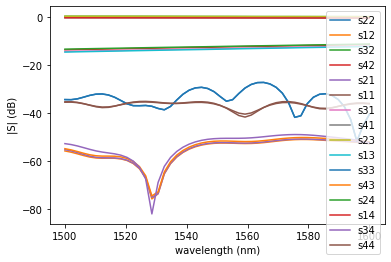 0
−20
−40
−60
−80
|S| (dB)
1500
1520
1540
1560
1580
1600
wavelength (nm)
s22
s12
s32
s42
s21
s11
s31
s41
s23
s13
s33
s43
s24
s14
s34
s44